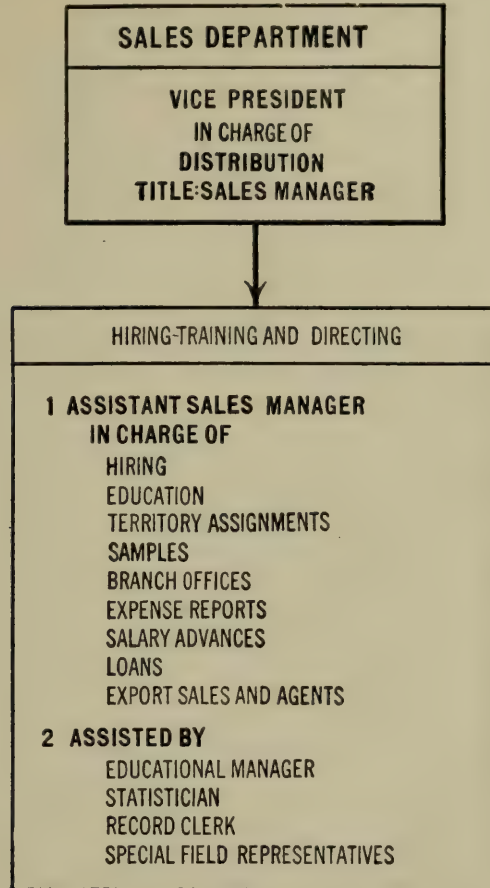 SALES DEPARTMENT
VICE PRESIDENT
IN CHARGE OF
DISTRIBUTION
TITLE:SALES MANAGER
HIRING-TRAINING AND DIRECTING
1 ASSISTANT SALES MANAGER
IN CHARGE OF
HIRING
EDUCATION
TERRITORY ASSIGNMENTS
SAMPLES
BRANCH OFFICES
EXPENSE REPORTS
SALARY ADVANCES
LOANS
EXPORT SALES AND AGENTS
2 ASSISTED BY
EDUCATIONAL MANAGER
STATISTICIAN
RECORD CLERK
SPECIAL FIELD REPRESENTATIVES